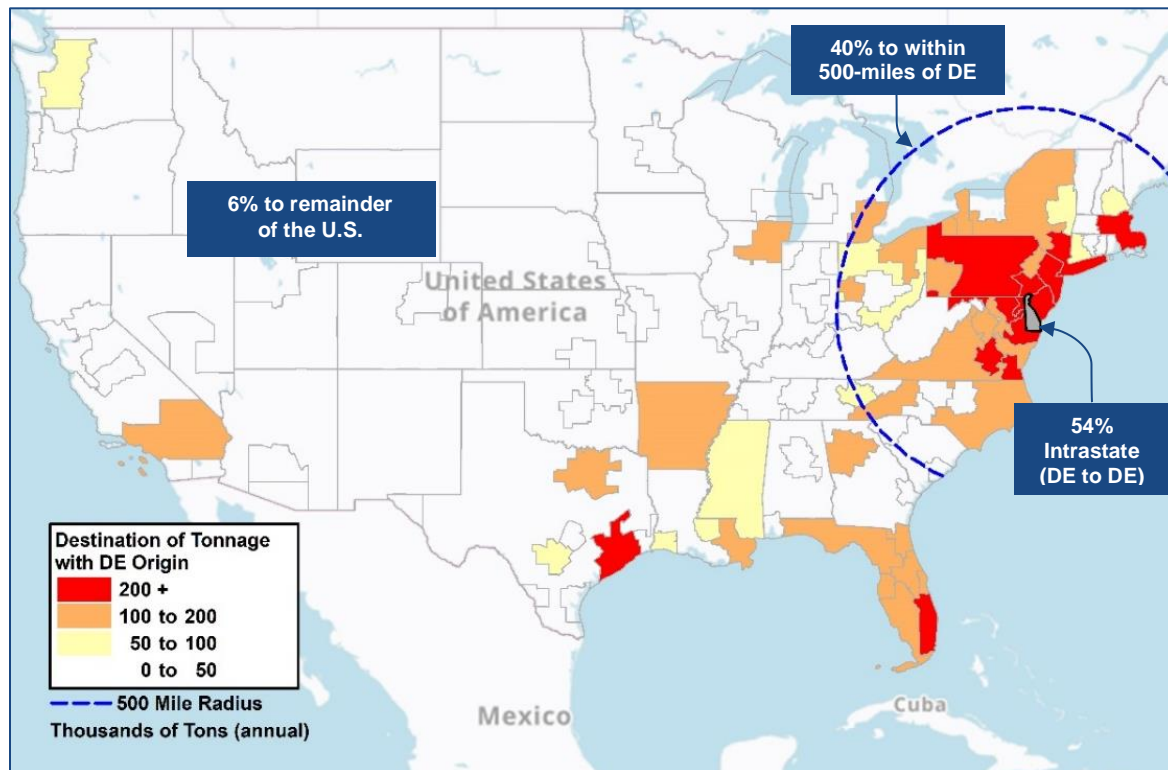 40% to within
500-miles of DE
6% to remainder
of the U.S.
United States
of America
54%
Intrastate
(DE to DE)
Destination of Tonnage
with DE Origin
200 +
100 to 200
50 to 100
0 to 50
500 Mile Radius
Thousands of Tons (annual)
Mexico
Cuba